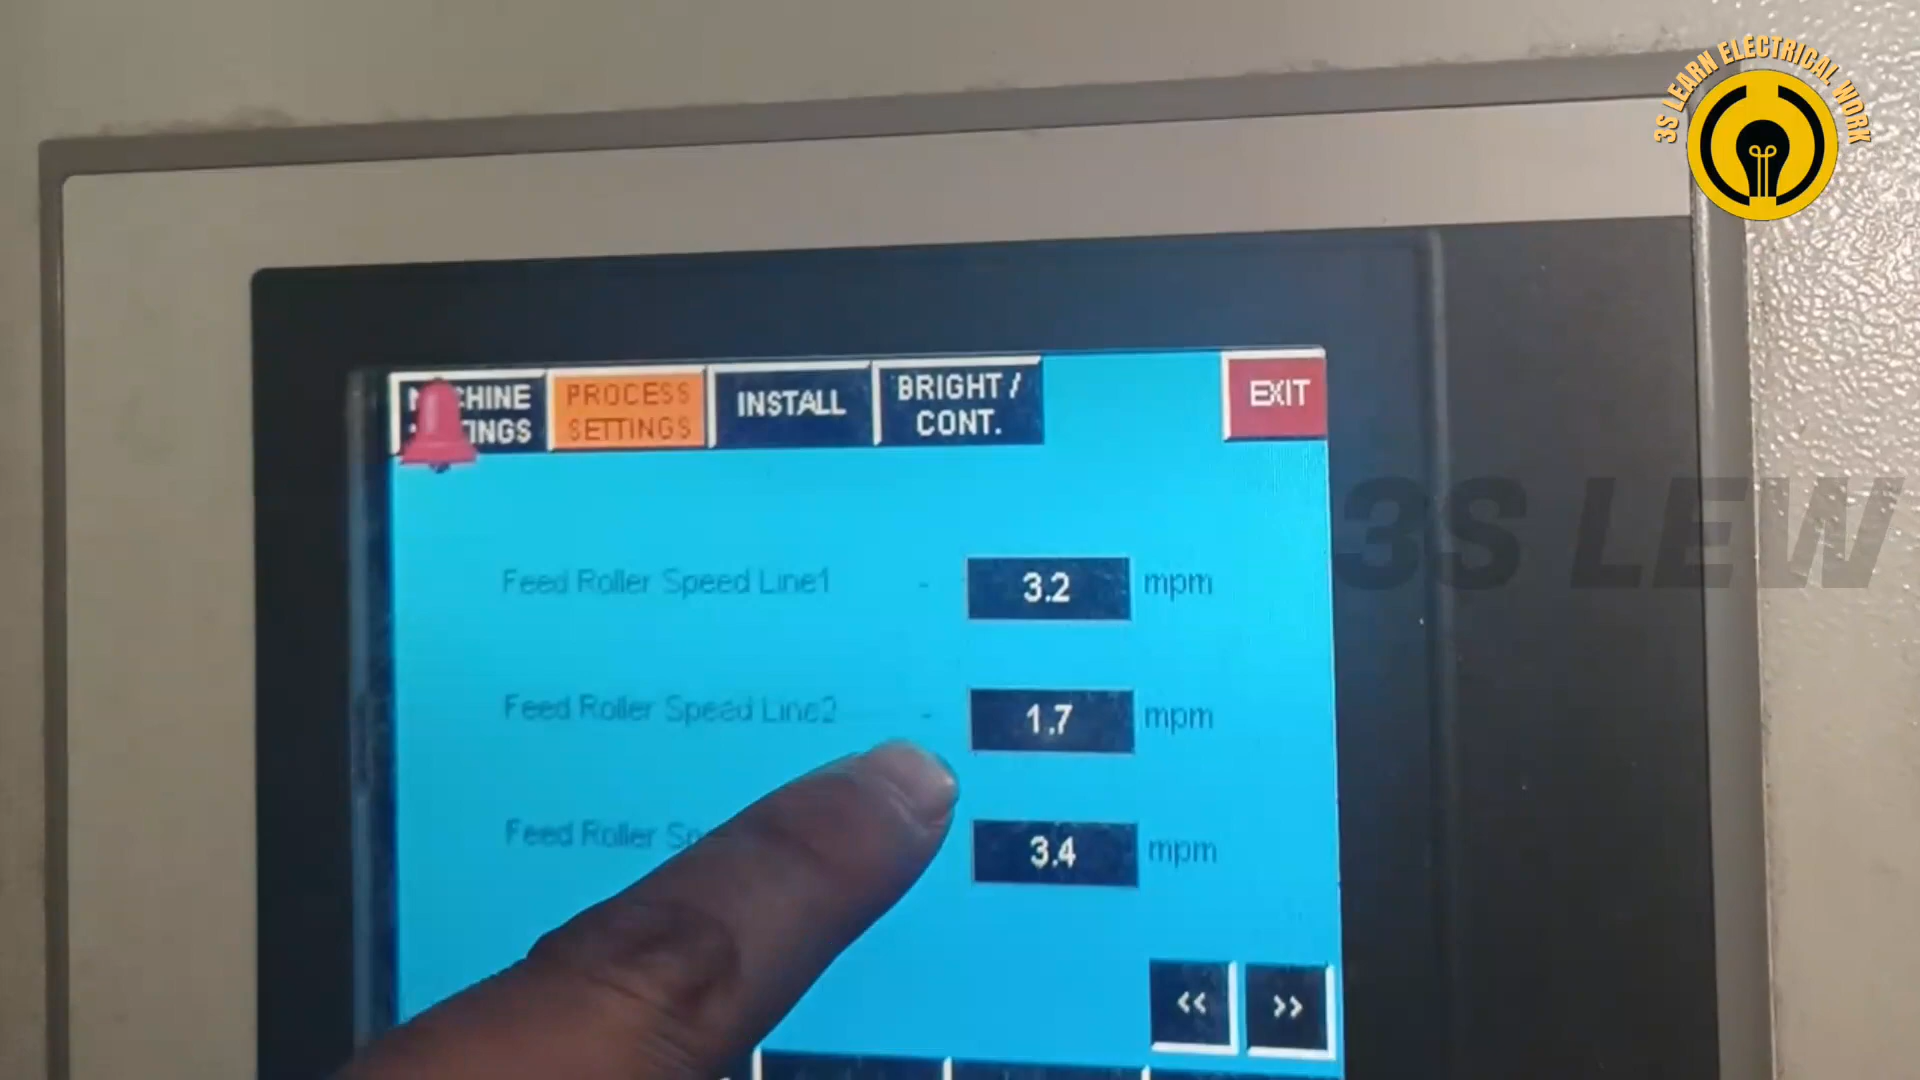 3S LEARN ELECTRICAL WORK
PROCESS
SETTINGS
INSTALL
BRIGHT /
CONT.
EXIT
3S LEW
Feed Roller Speed Line1 - 3.2 mpm
Feed Roller Speed Line2 - 1.7 mpm
Feed Roller 3.4 mpm
<< >>